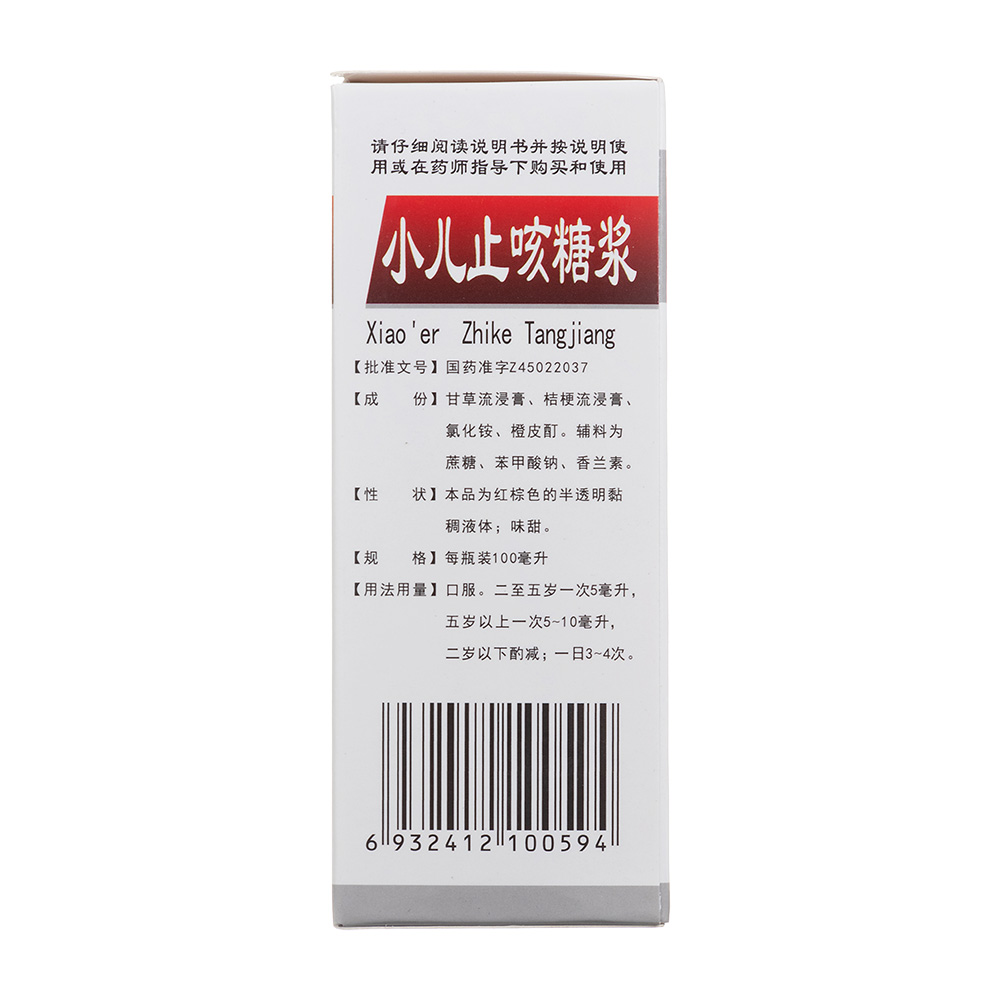 请仔细阅读说明书并按说明使
用或在药师指导下购买和使用
小儿止咳糖浆
Xiao'er Zhike Tangjiang
【批准文号】国药准字Z45022037
【成 份】甘草流浸膏、桔梗流浸膏、
氯化铵、橙皮酊。辅料为
蔗糖、苯甲酸钠、香兰素。
【性 状】本品为红棕色的半透明黏
稠液体；味甜。
【规 格】每瓶装100毫升
【用法用量】口服。二至五岁一次5毫升，
五岁以上一次5~10毫升，
二岁以下酌减；一日3~4次。
6 932412 100594